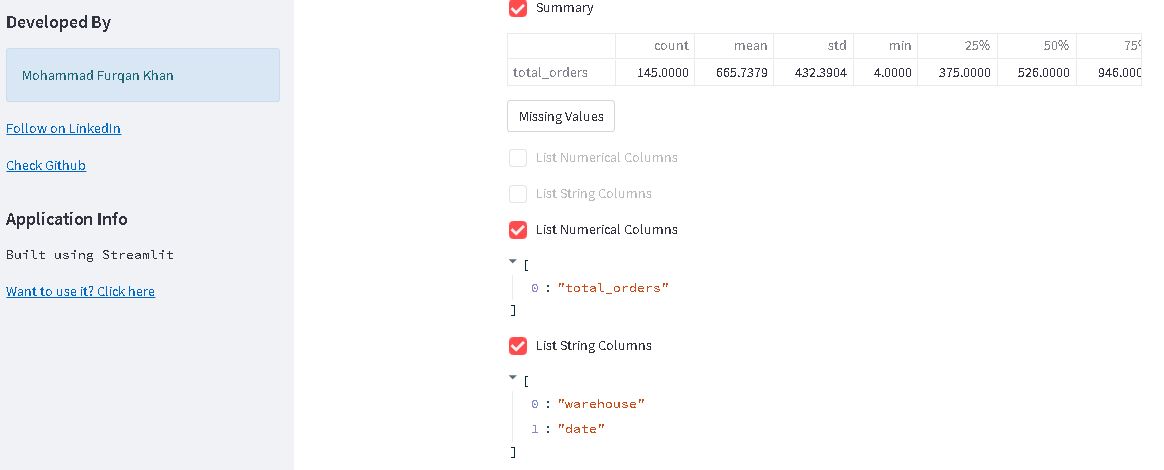 Developed By
Mohammad Furqan Khan
Follow on LinkedIn
Check Github
Application Info
Built using Streamlit
Want to use it? Click here
Summary
count mean std min 25% 50% 75%
total_orders 145.0000 665.7379 432.3904 4.0000 375.0000 526.0000 946.000
Missing Values
List Numerical Columns
List String Columns
List Numerical Columns
[
0 : "total_orders"
]
List String Columns
[
0 : "warehouse"
1 : "date"
]